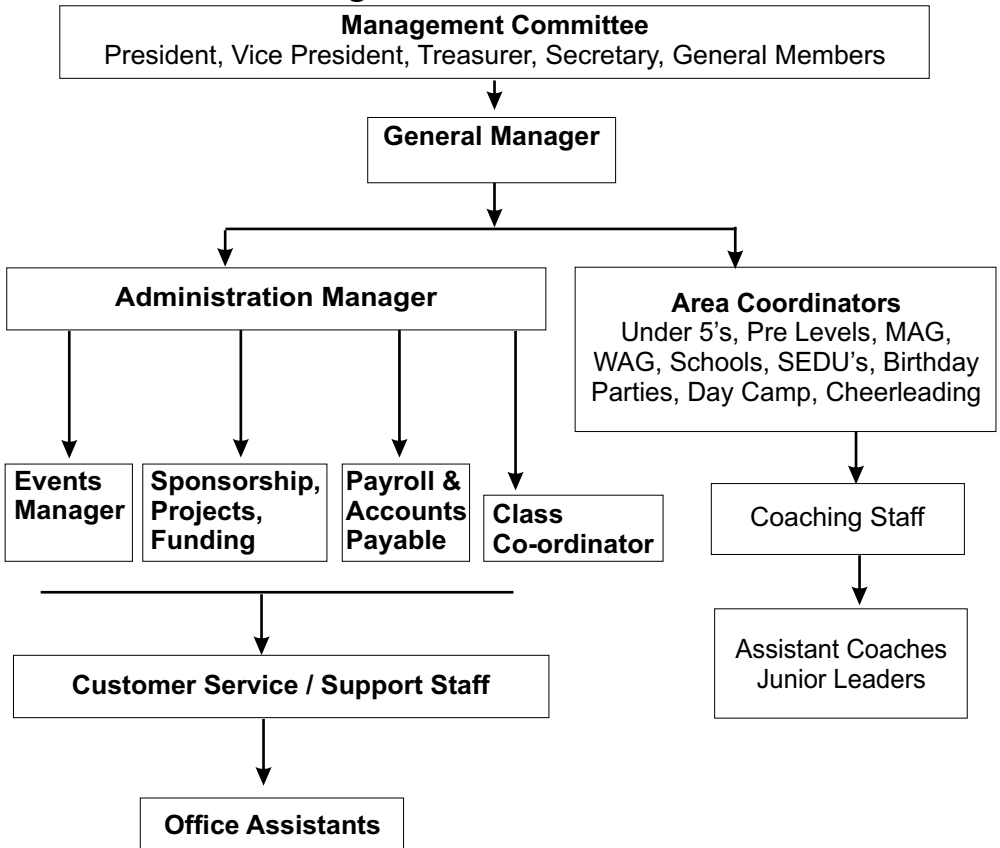 Management Committee
President, Vice President, Treasurer, Secretary, General Members
General Manager
Administration Manager
Area Coordinators
Under 5’s, Pre Levels, MAG,
WAG, Schools, SEDU’s, Birthday
Parties, Day Camp, Cheerleading
Events
Manager
Sponsorship,
Projects,
Funding
Payroll &
Accounts
Payable
Class
Co-ordinator
Coaching Staff
Assistant Coaches
Junior Leaders
Customer Service / Support Staff
Office Assistants